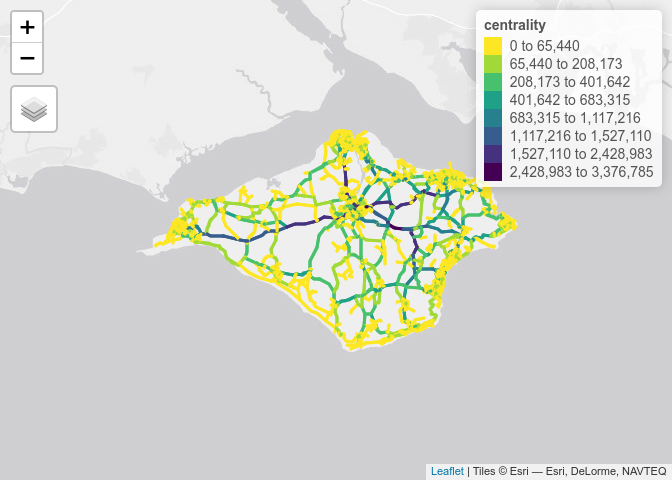 +
−
centrality
0 to 65,440
65,440 to 208,173
208,173 to 401,642
401,642 to 683,315
683,315 to 1,117,216
1,117,216 to 1,527,110
1,527,110 to 2,428,983
2,428,983 to 3,376,785
Leaflet | Tiles © Esri — Esri, DeLorme, NAVTEQ